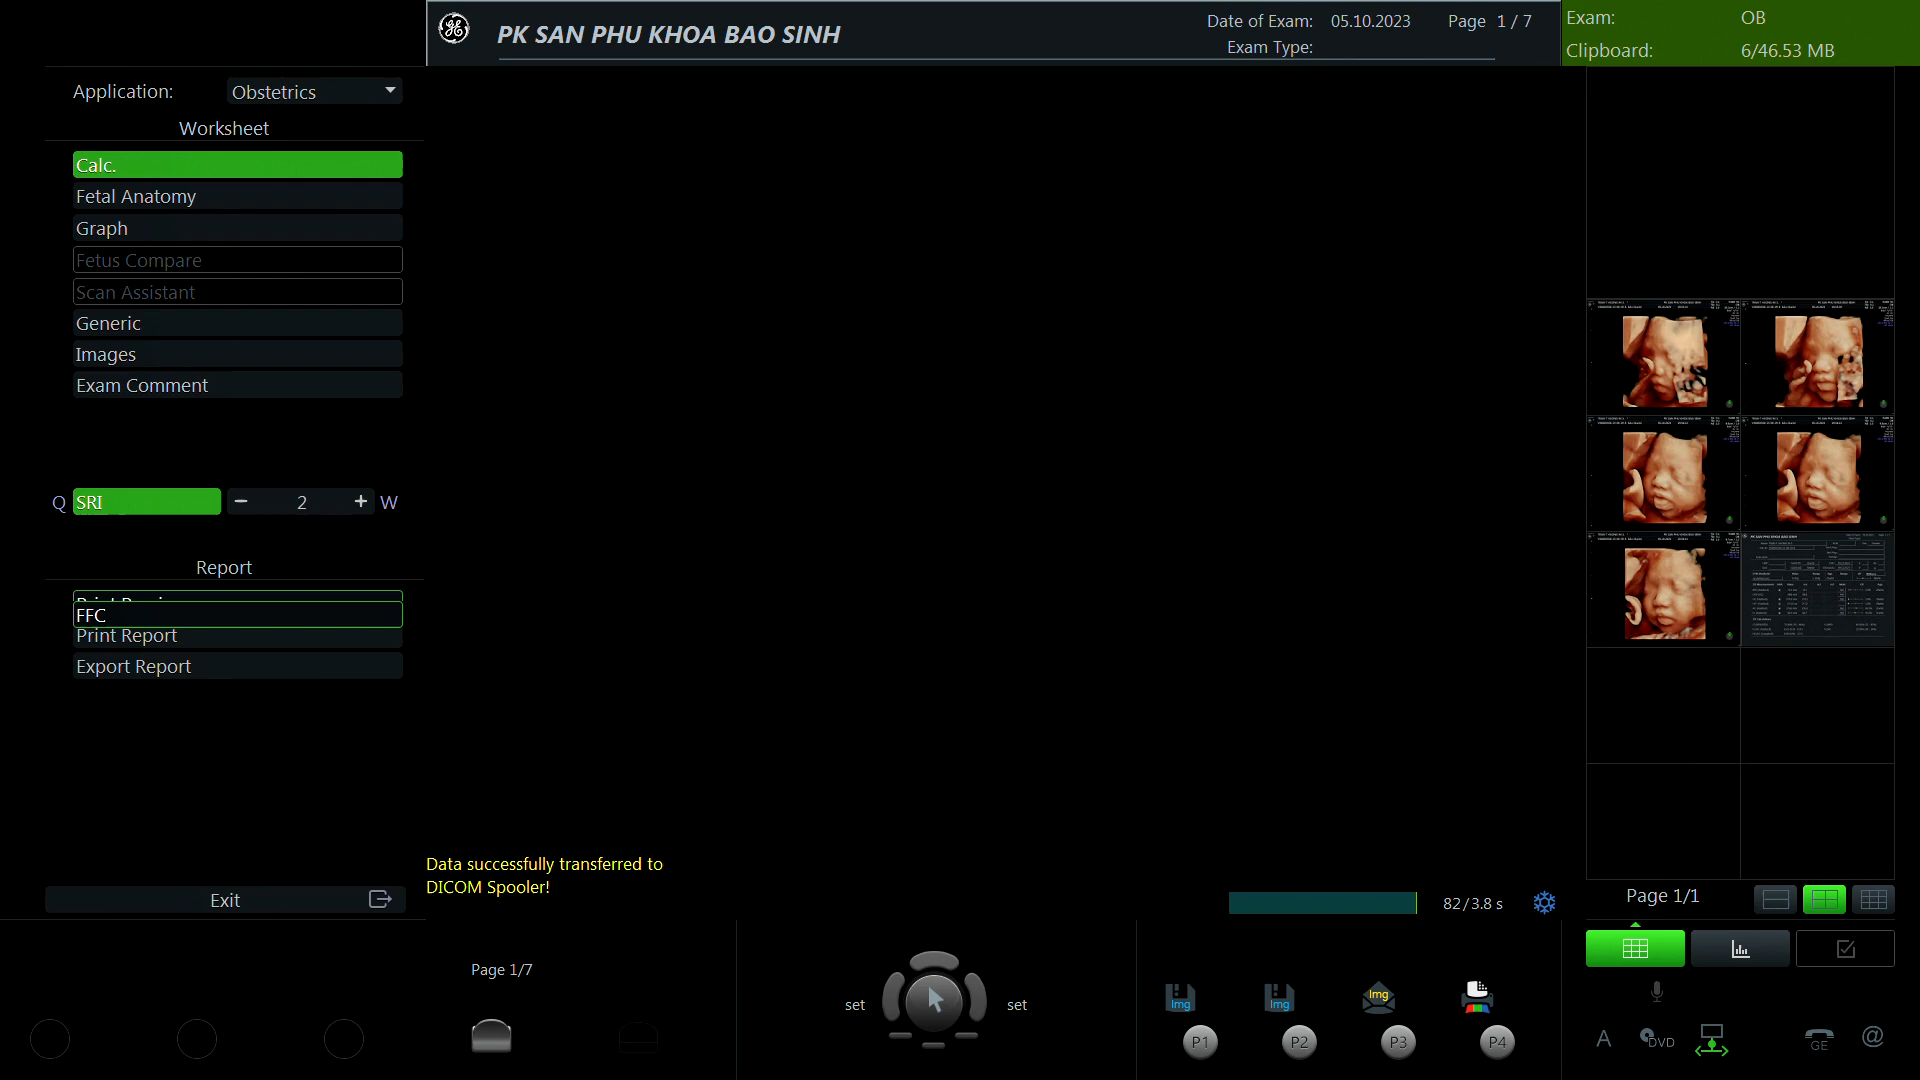 PK SAN PHU KHOA BAO SINH
Date of Exam: 05.10.2023 Page 1 / 7
Exam Type:
Exam: OB
Clipboard: 6/46.53 MB
Application: Obstetrics
Worksheet
Calc.
Fetal Anatomy
Graph
Fetus Compare
Scan Assistant
Generic
Images
Exam Comment
Q SRI − 2 + W
Report
FFC
Print Report
Export Report
Exit
Data successfully transferred to
DICOM Spooler!
82/3.8 s
Page 1/1
Page 1/7
set set
Img Img Img
P1 P2 P3 P4
A DVD GE @